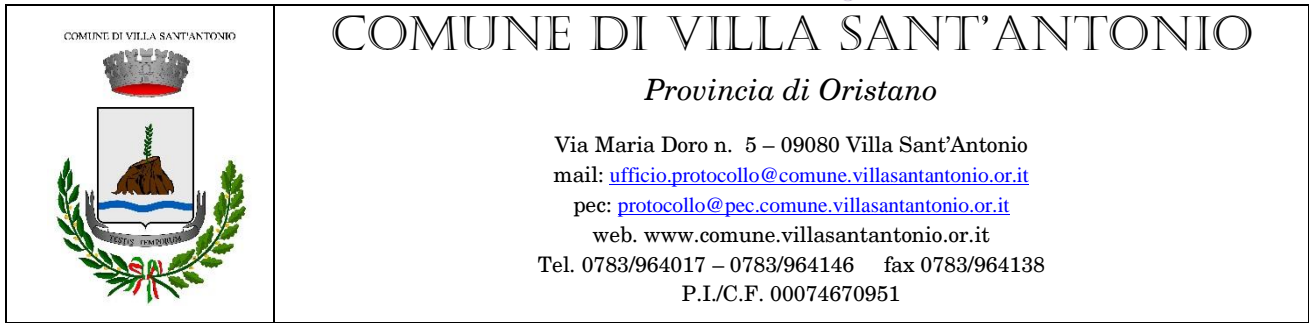 COMUNE DI VILLA SANT'ANTONIO
TESTIS TEMPORUM
COMUNE DI VILLA SANT’ANTONIO
Provincia di Oristano
Via Maria Doro n. 5 – 09080 Villa Sant’Antonio
mail: ufficio.protocollo@comune.villasantantonio.or.it
pec: protocollo@pec.comune.villasantantonio.or.it
web. www.comune.villasantantonio.or.it
Tel. 0783/964017 – 0783/964146 fax 0783/964138
P.I./C.F. 00074670951